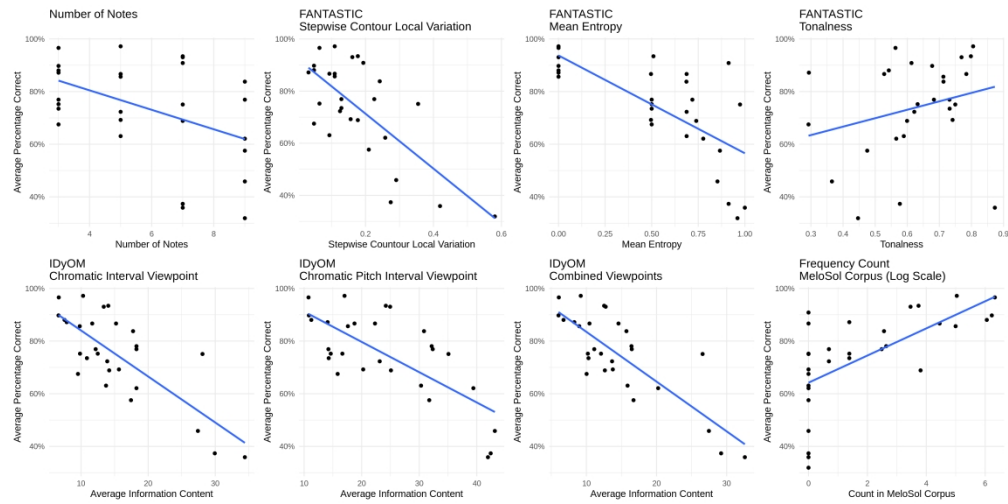 Number of Notes
Average Percentage Correct
100%
80%
60%
40%
4 6 8
Number of Notes
FANTASTIC
Stepwise Contour Local Variation
Average Percentage Correct
100%
80%
60%
40%
0.2 0.4 0.6
Stepwise Countour Local Variation
FANTASTIC
Mean Entropy
Average Percentage Correct
100%
80%
60%
40%
0.00 0.25 0.50 0.75 1.00
Mean Entropy
FANTASTIC
Tonalness
Average Percentage Correct
100%
80%
60%
40%
0.3 0.4 0.5 0.6 0.7 0.8 0.9
Tonalness
IDyOM
Chromatic Interval Viewpoint
Average Percentage Correct
100%
80%
60%
40%
10 20 30
Average Information Content
IDyOM
Chromatic Pitch Interval Viewpoint
Average Percentage Correct
100%
80%
60%
40%
20 30 40
Average Information Content
IDyOM
Combined Viewpoints
Average Percentage Correct
100%
80%
60%
40%
10 20 30
Average Information Content
Frequency Count
MeloSol Corpus (Log Scale)
Average Percentage Correct
100%
80%
60%
40%
0 2 4 6
Count in MeloSol Corpus